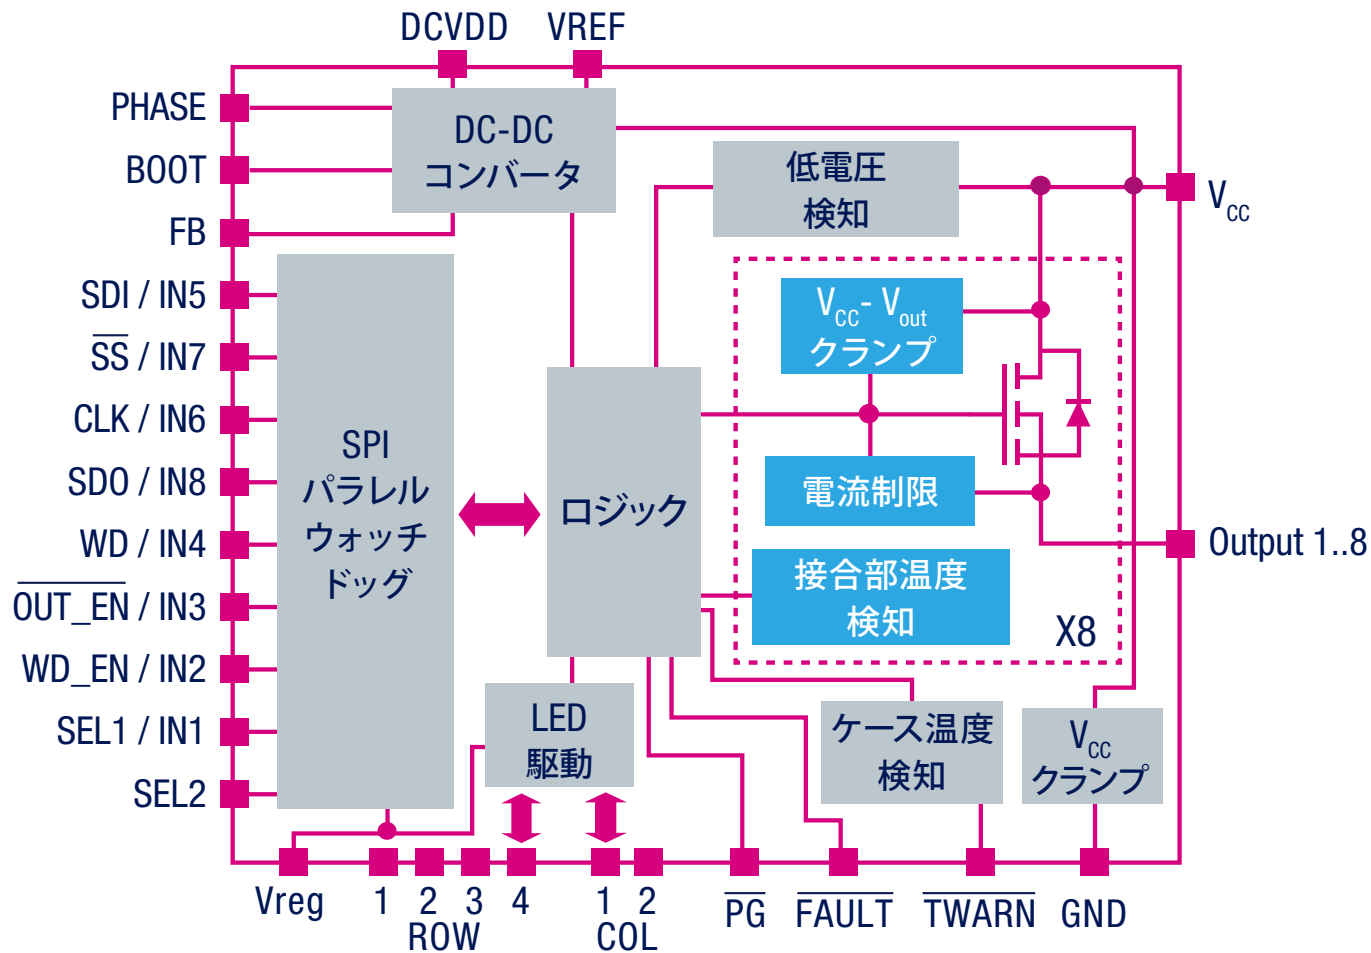 DCVDD VREF
PHASE
BOOT
FB
SDI / IN5
S̅S̅ / IN7
CLK / IN6
SDO / IN8
WD / IN4
O̅U̅T̅_̅E̅N̅ / IN3
WD_EN / IN2
SEL1 / IN1
SEL2
DC-DC
コンバータ
低電圧
検知
VCC
SPI
パラレル
ウォッチ
ドッグ
ロジック
VCC- Vout
クランプ
電流制限
接合部温度
検知
X8
Output 1..8
LED
駆動
ケース温度
検知
VCC
クランプ
Vreg 1 2 3 4 1 2 P̅G̅ F̅A̅U̅L̅T̅ T̅W̅A̅R̅N̅ GND
ROW COL